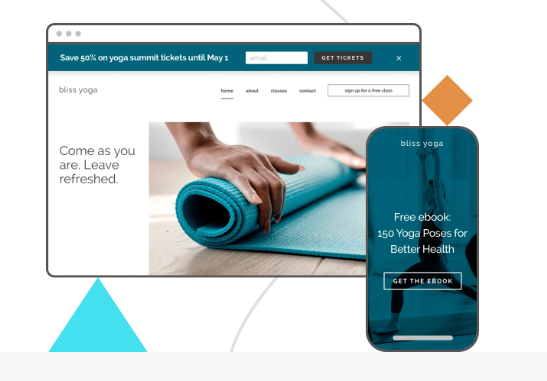 Save 50% on yoga summit tickets until May 1
email
GET TICKETS
x
bliss yoga
home
about
classes
contact
Sign up for a free class
Come as you
are. Leave
refreshed.
bliss yoga
Free ebook:
150 Yoga Poses for
Better Health
GET THE EBOOK